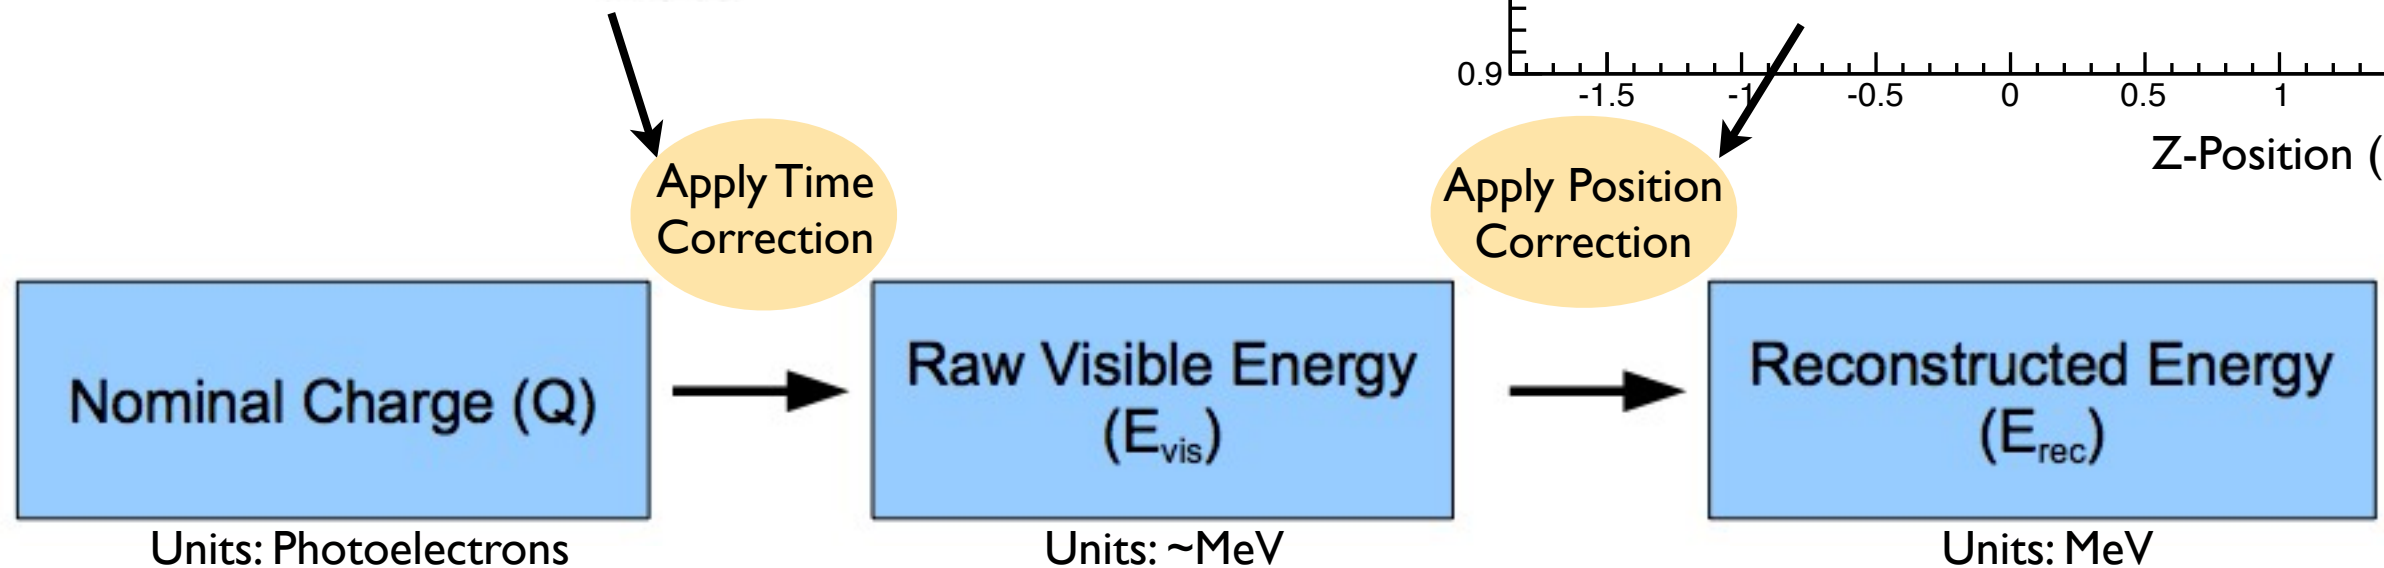 0.9
-1.5 -1 -0.5 0 0.5 1
Z-Position (
Apply Time
Correction
Apply Position
Correction
Nominal Charge (Q)
Raw Visible Energy
(Evis)
Reconstructed Energy
(Erec)
Units: Photoelectrons
Units: ~MeV
Units: MeV